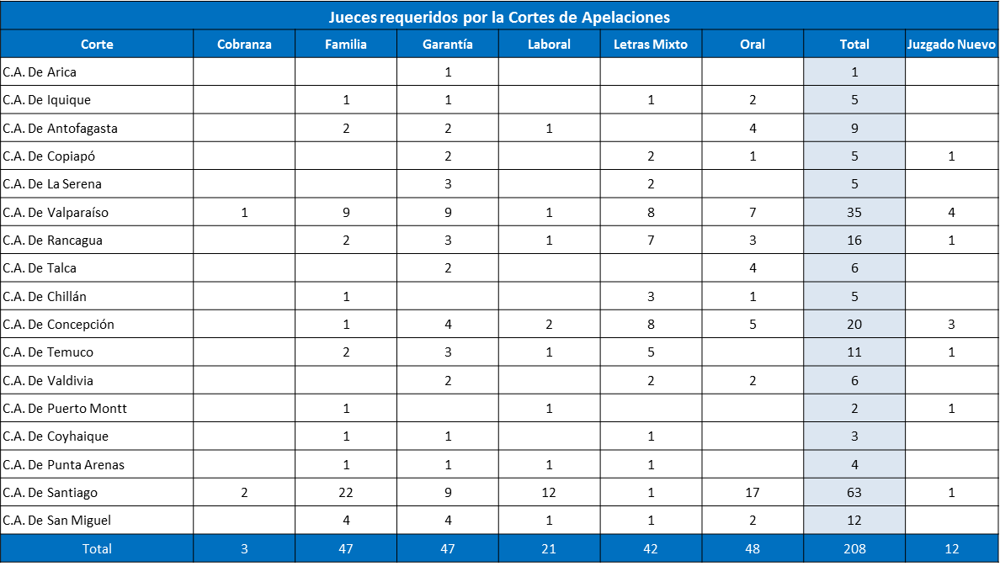 Jueces requeridos por la Cortes de Apelaciones
Corte Cobranza Familia Garantía Laboral Letras Mixto Oral Total Juzgado Nuevo
C.A. De Arica 1 1
C.A. De Iquique 1 1 1 2 5
C.A. De Antofagasta 2 2 1 4 9
C.A. De Copiapó 2 2 1 5 1
C.A. De La Serena 3 2 5
C.A. De Valparaíso 1 9 9 1 8 7 35 4
C.A. De Rancagua 2 3 1 7 3 16 1
C.A. De Talca 2 4 6
C.A. De Chillán 1 3 1 5
C.A. De Concepción 1 4 2 8 5 20 3
C.A. De Temuco 2 3 1 5 11 1
C.A. De Valdivia 2 2 2 6
C.A. De Puerto Montt 1 1 2 1
C.A. De Coyhaique 1 1 1 3
C.A. De Punta Arenas 1 1 1 1 4
C.A. De Santiago 2 22 9 12 1 17 63 1
C.A. De San Miguel 4 4 1 1 2 12
Total 3 47 47 21 42 48 208 12